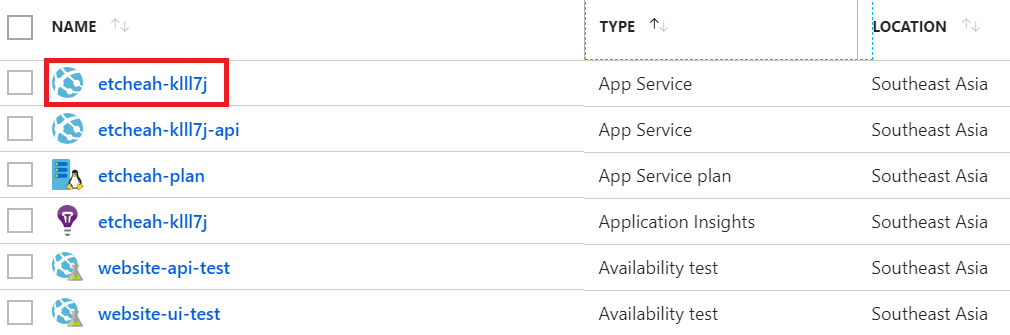 NAME TYPE LOCATION
etcheah-klll7j App Service Southeast Asia
etcheah-klll7j-api App Service Southeast Asia
etcheah-plan App Service plan Southeast Asia
etcheah-klll7j Application Insights Southeast Asia
website-api-test Availability test Southeast Asia
website-ui-test Availability test Southeast Asia